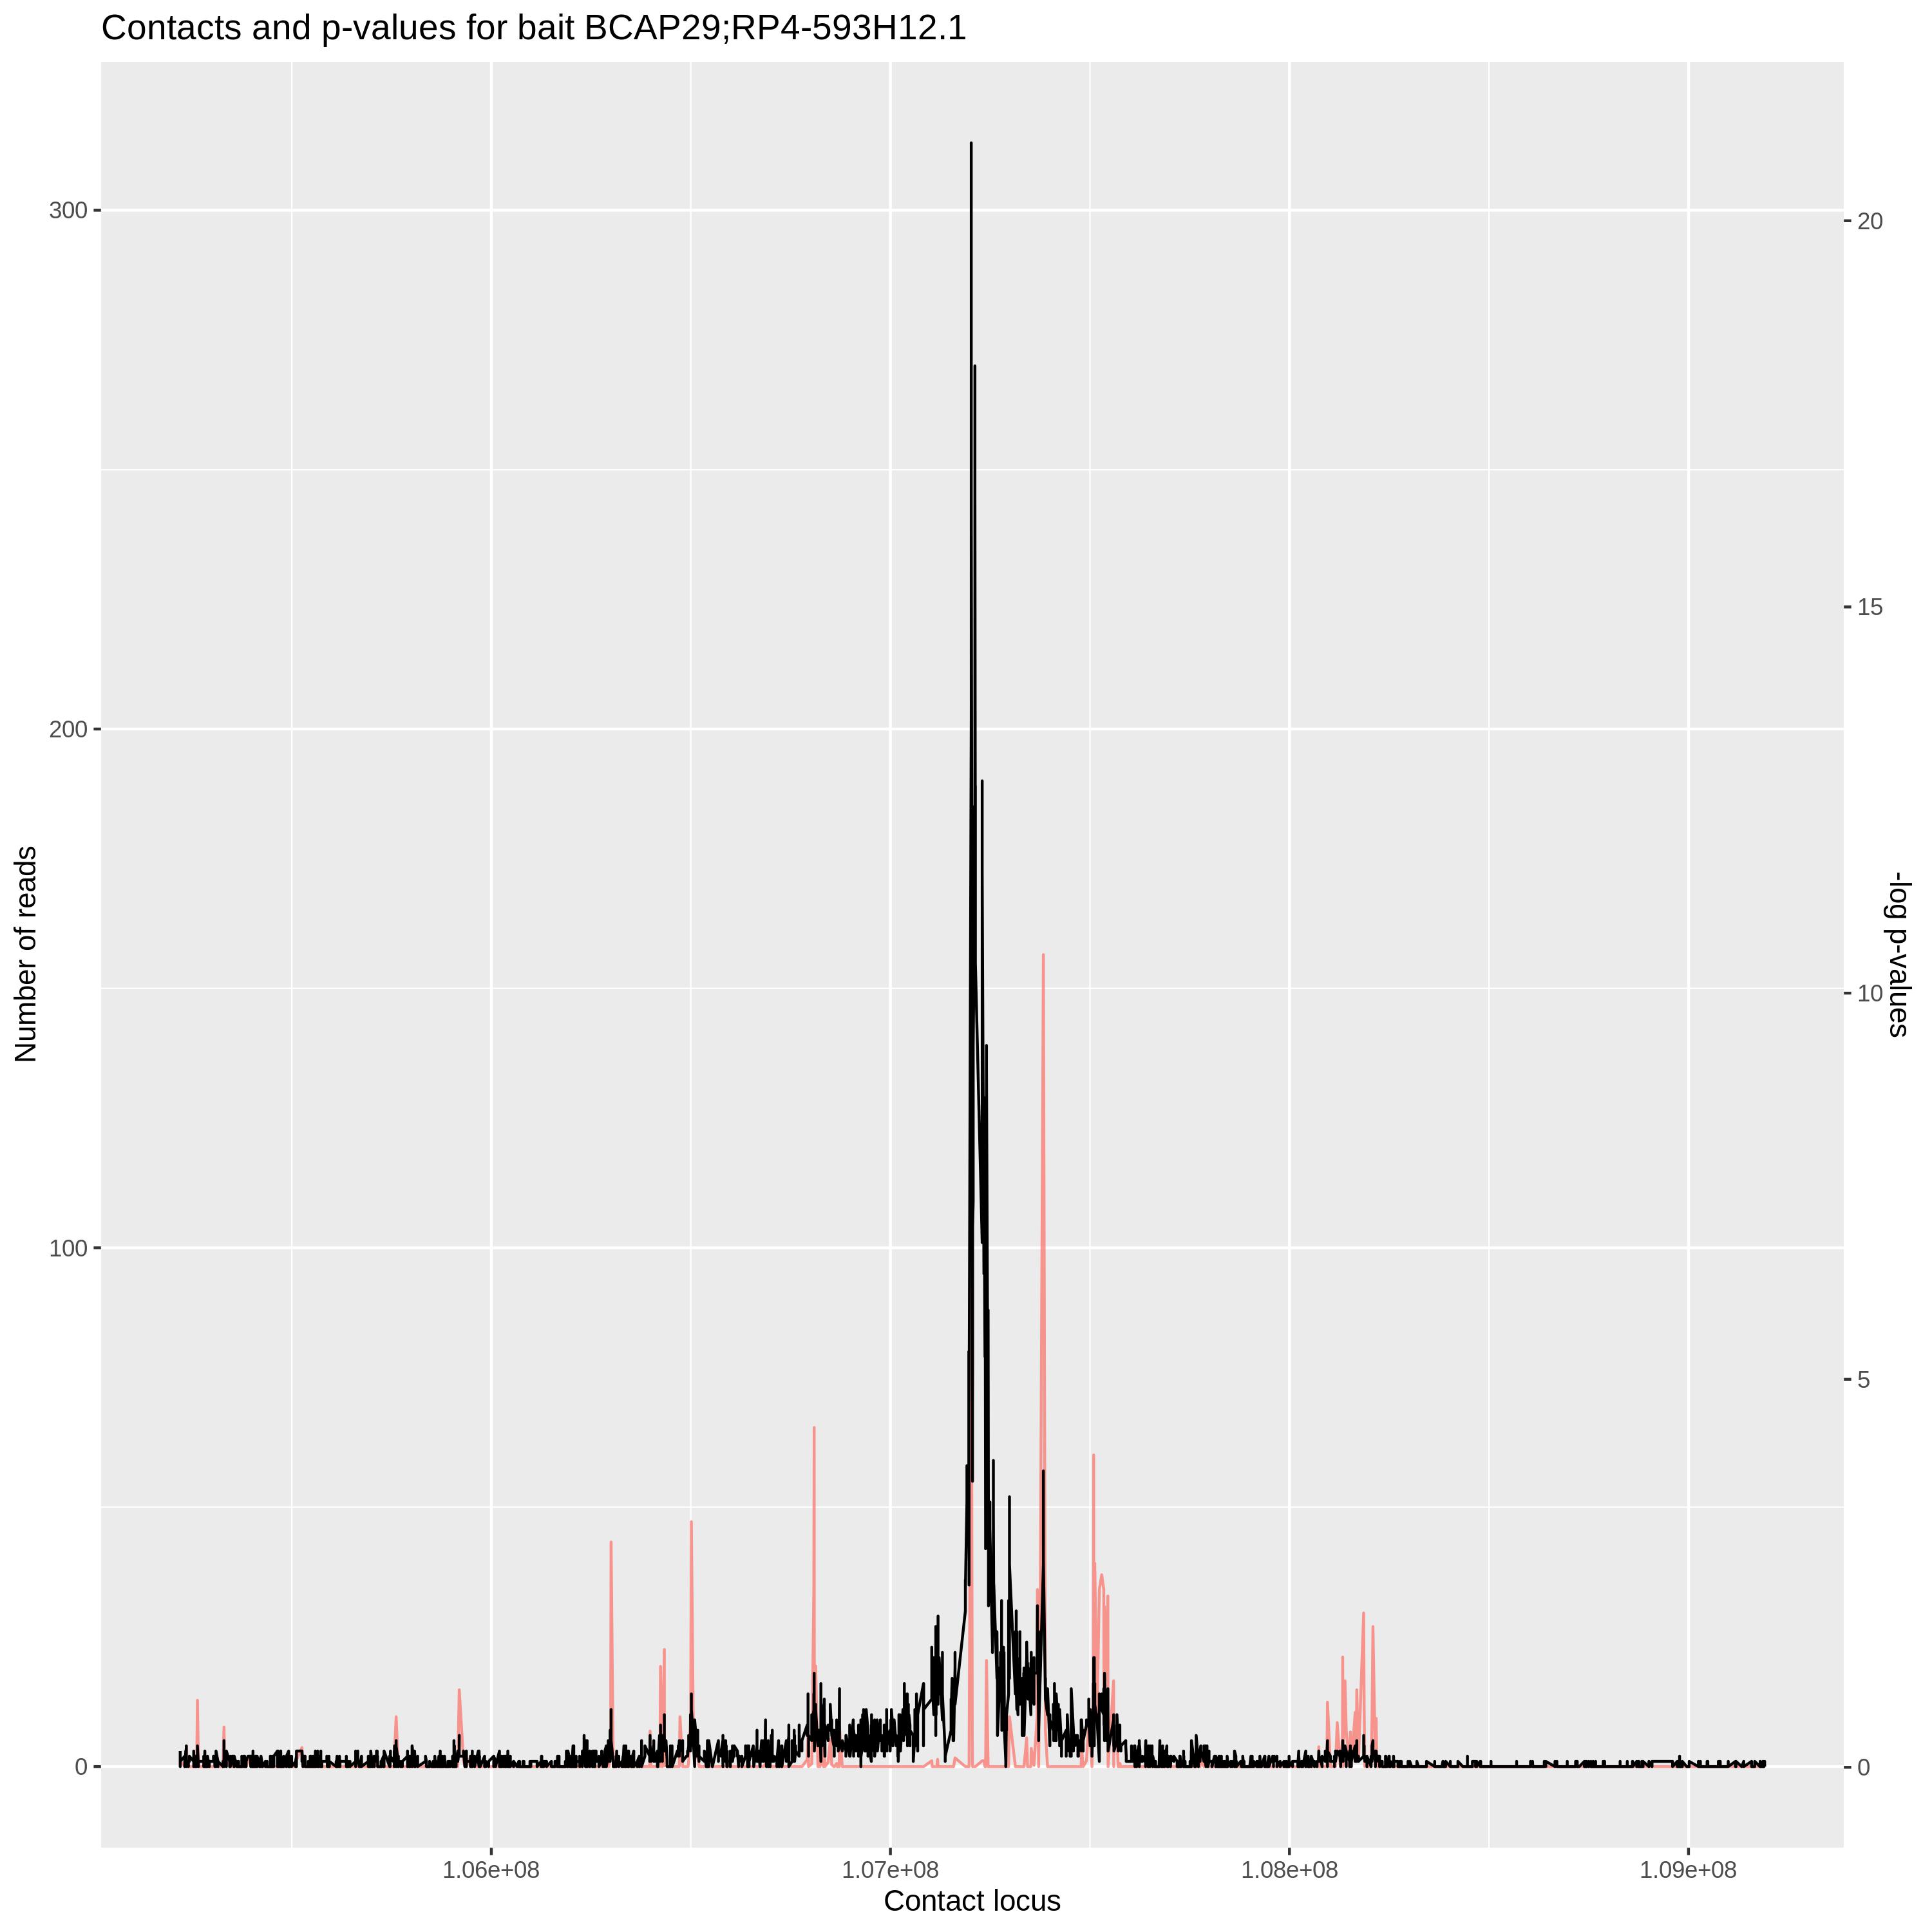 Contacts and p-values for bait BCAP29;RP4-593H12.1
300
200
100
0
Number of reads
20
15
10
5
0
-log p-values
1.06e+08
1.07e+08
1.08e+08
1.09e+08
Contact locus